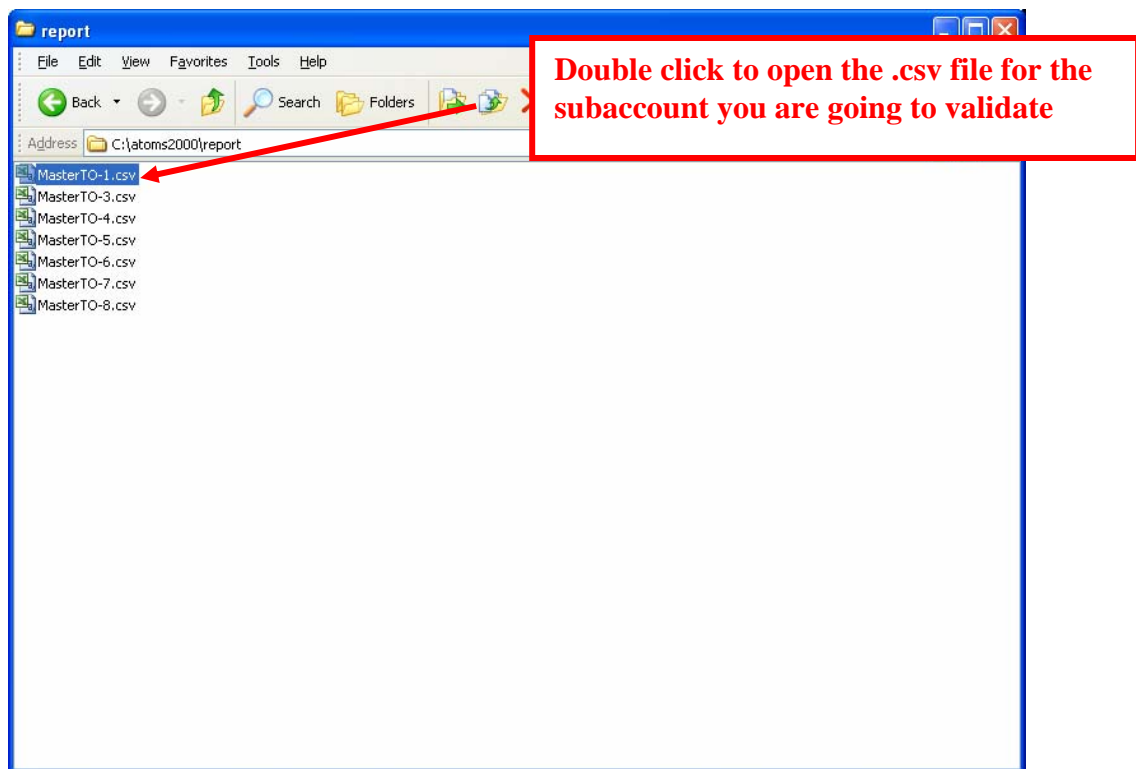 report
File Edit View Favorites Tools Help
Double click to open the .csv file for the
subaccount you are going to validate
Back Search Folders
Address C:\atoms2000\report
MasterTO-1.csv
MasterTO-3.csv
MasterTO-4.csv
MasterTO-5.csv
MasterTO-6.csv
MasterTO-7.csv
MasterTO-8.csv